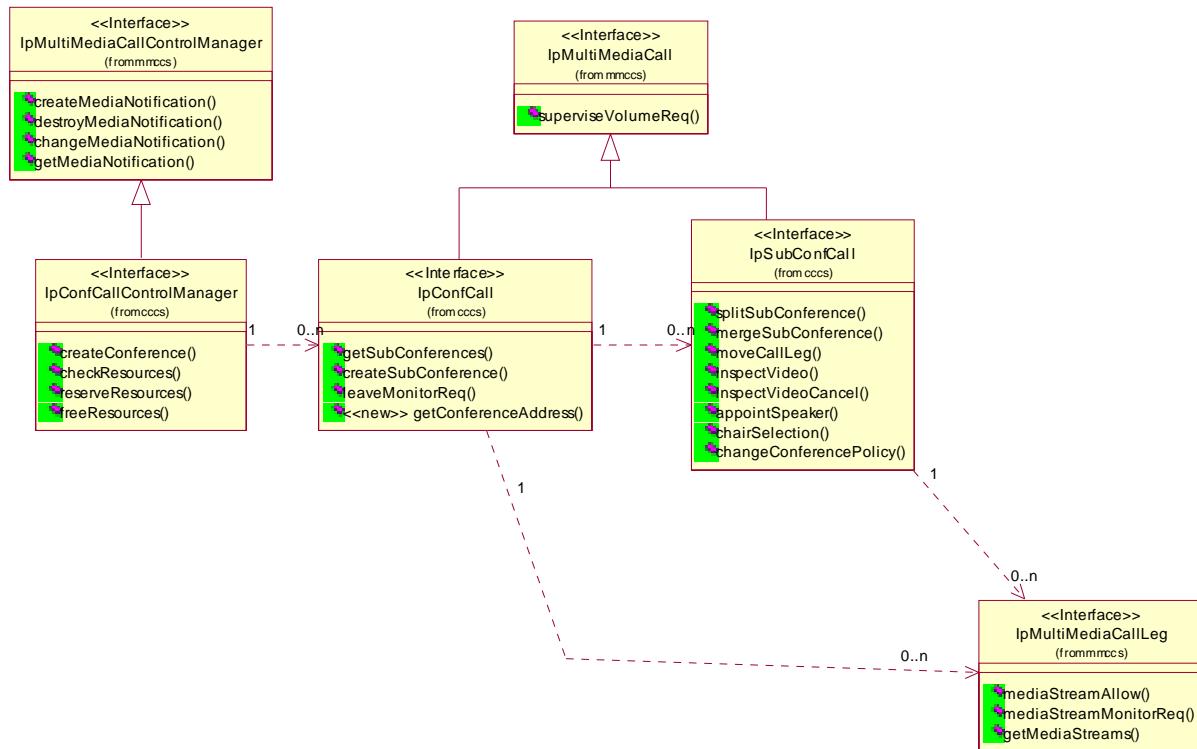 <<Interface>>
IpMultiMediaCallControlManager
(from mmccs)
createMediaNotification()
destroyMediaNotification()
changeMediaNotification()
getMediaNotification()
<<Interface>>
IpMultiMediaCall
(from mmccs)
superviseVolumeReq()
<<Interface>>
IpConfCallControlManager
(from cccs)
createConference()
checkResources()
reserveResources()
freeResources()
1
0..n
<<Interface>>
IpConfCall
(from cccs)
getSubConferences()
createSubConference()
leaveMonitorReq()
<<new>> getConferenceAddress()
1
0..n
<<Interface>>
IpSubConfCall
(from cccs)
splitSubConference()
mergeSubConference()
moveCallLeg()
inspectVideo()
inspectVideoCancel()
appointSpeaker()
chairSelection()
changeConferencePolicy()
1
1
0..n
0..n
<<Interface>>
IpMultiMediaCallLeg
(from mmccs)
mediaStreamAllow()
mediaStreamMonitorReq()
getMediaStreams()